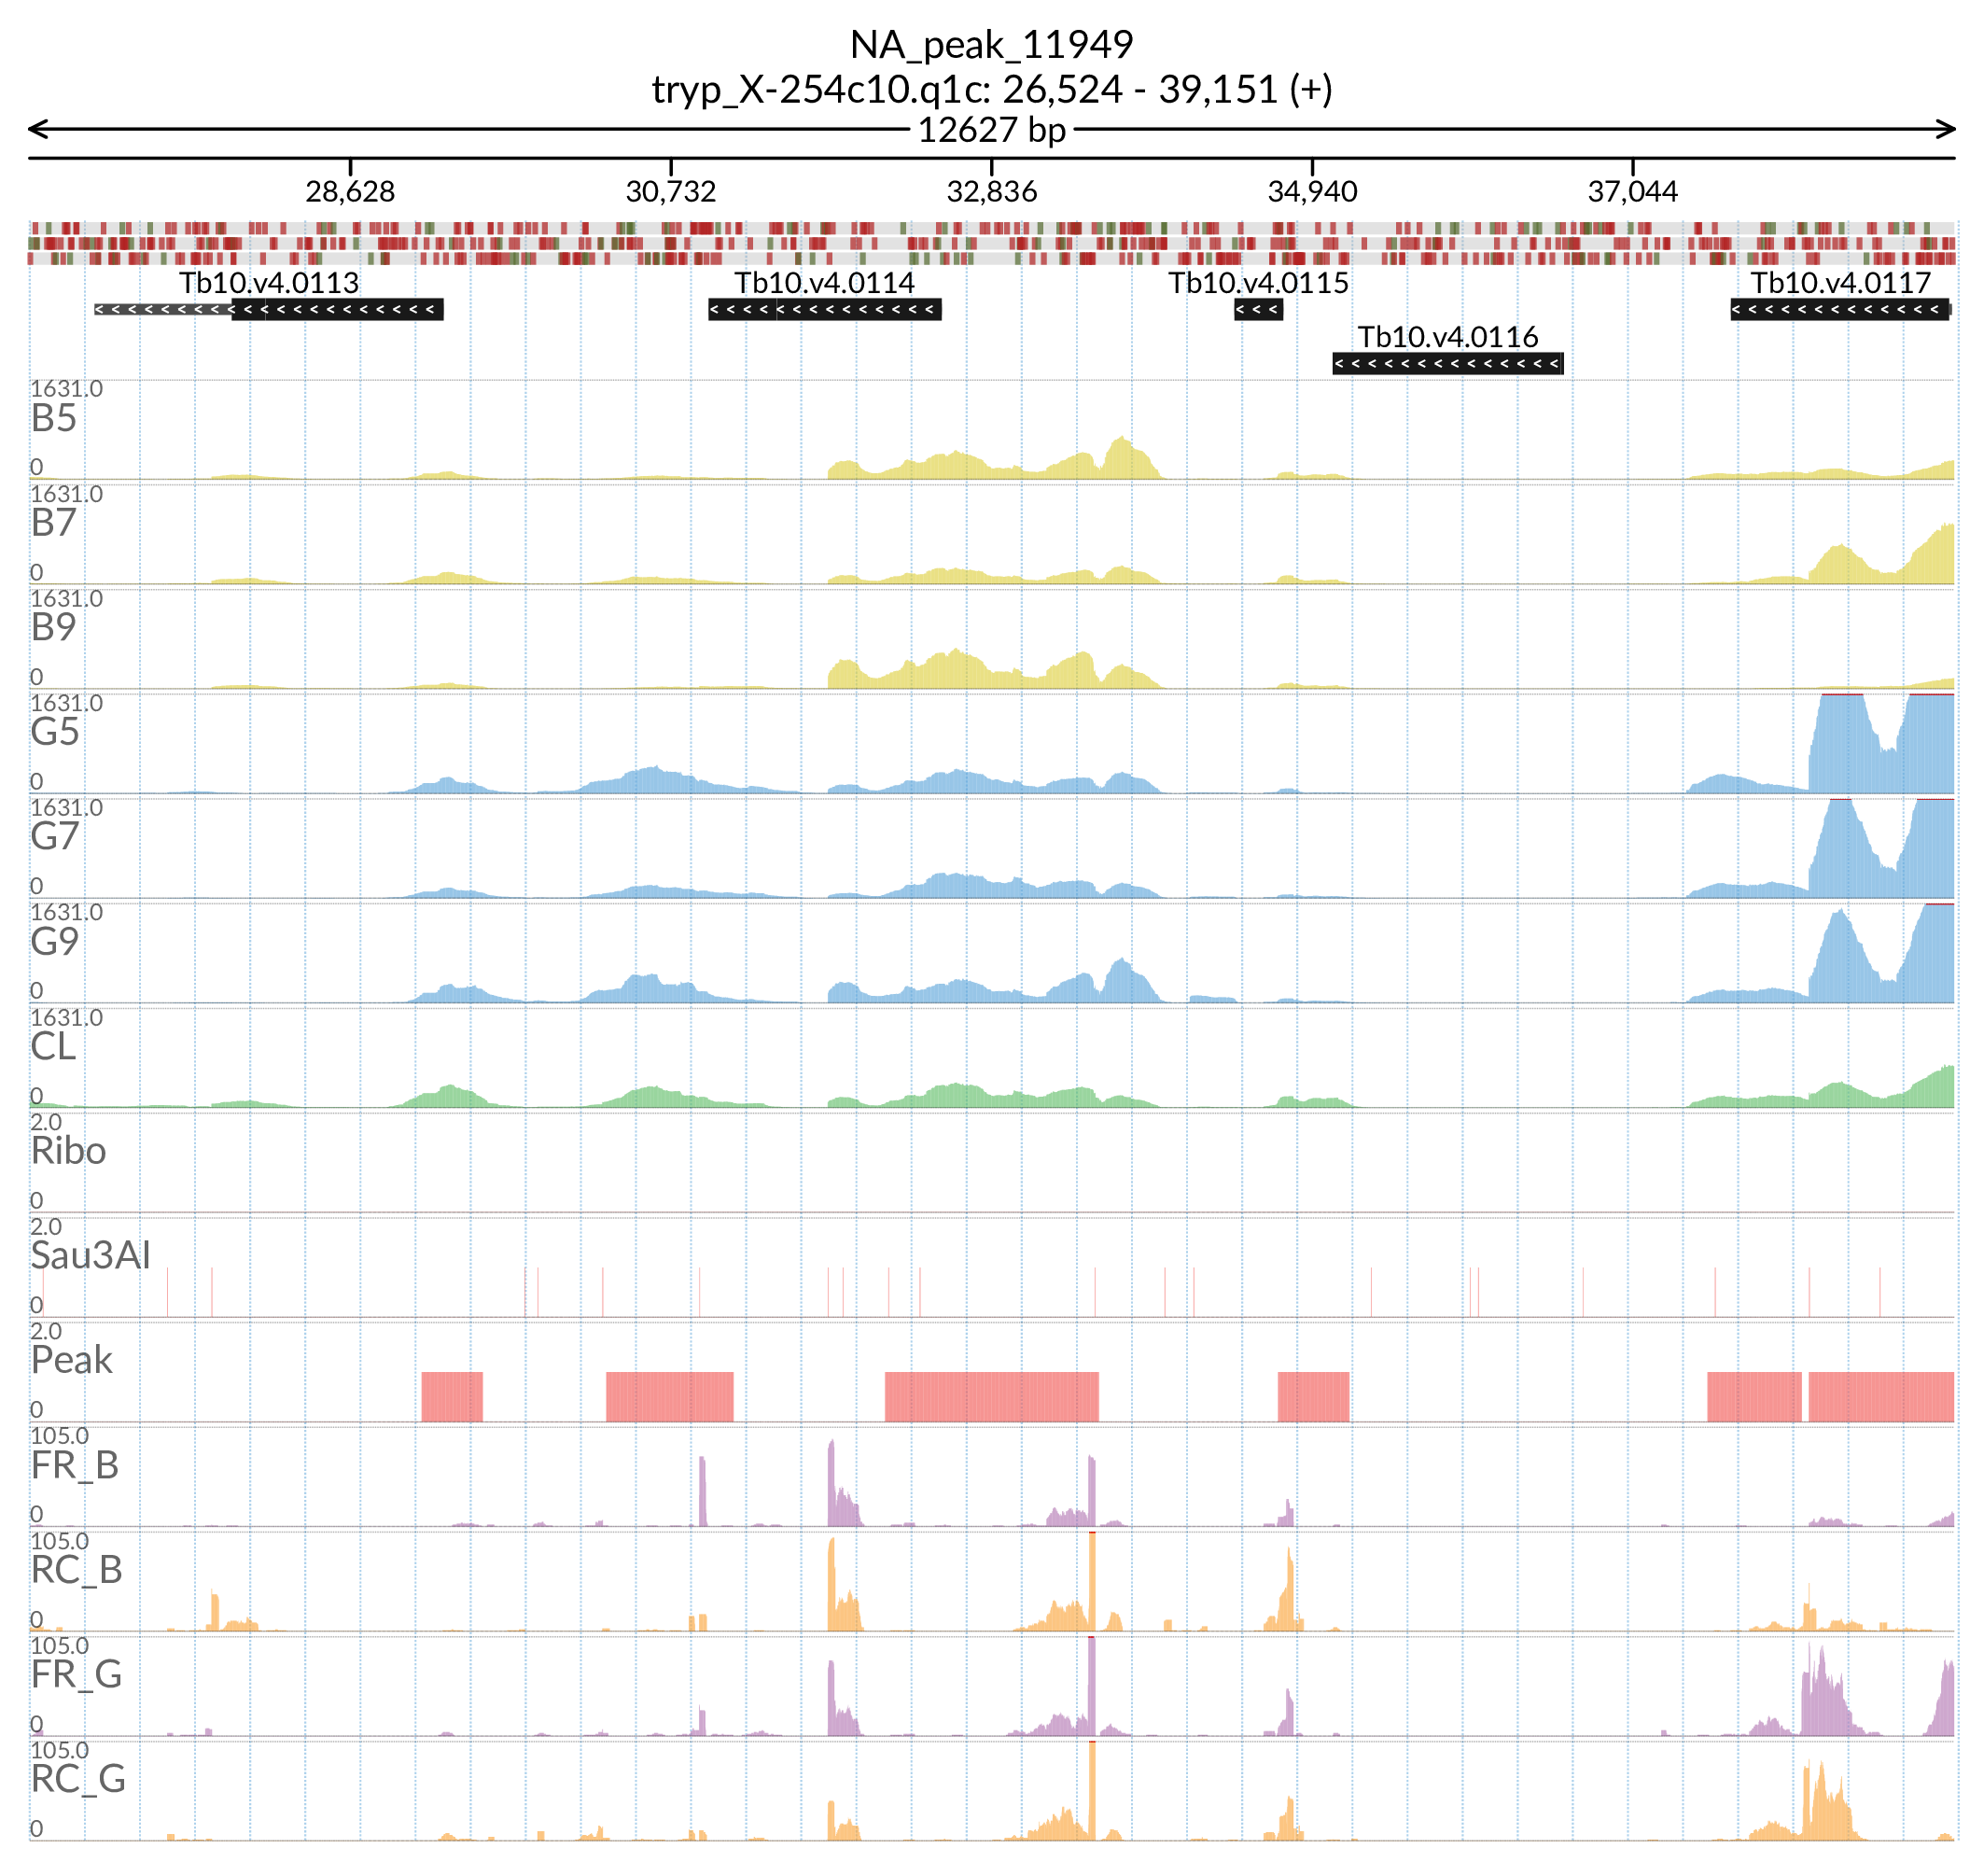 NA_peak_11949
tryp_X-254c10.q1c: 26,524 - 39,151 (+)
12627 bp
28,628 30,732 32,836 34,940 37,044
Tb10.v4.0113 Tb10.v4.0114 Tb10.v4.0115 Tb10.v4.0117
Tb10.v4.0116
1631.0
B5
0
1631.0
B7
0
1631.0
B9
0
1631.0
G5
0
1631.0
G7
0
1631.0
G9
0
1631.0
CL
0
2.0
Ribo
0
2.0
Sau3AI
0
2.0
Peak
0
105.0
FR_B
0
105.0
RC_B
0
105.0
FR_G
0
105.0
RC_G
0